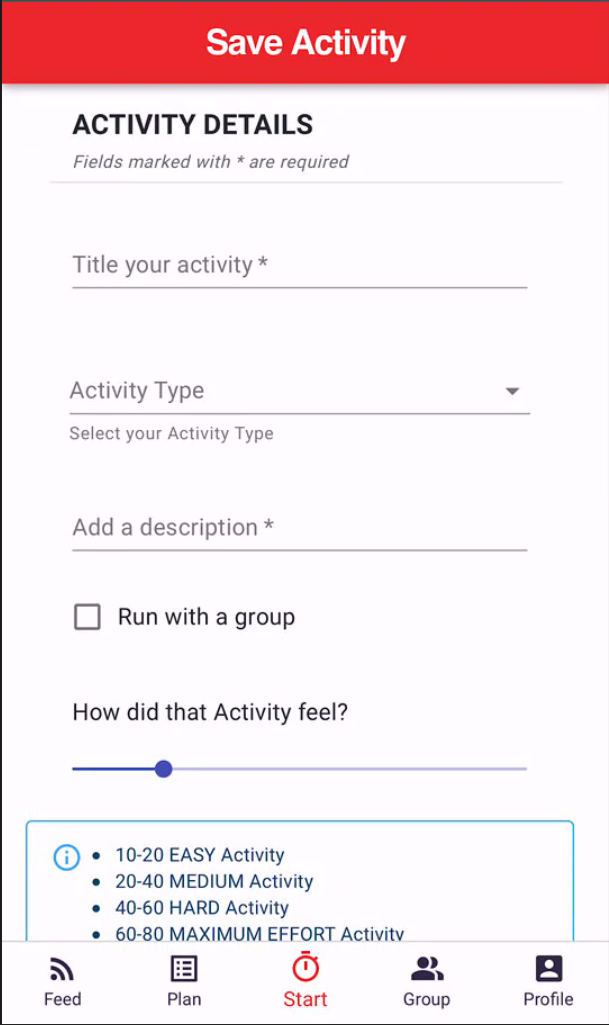 Save Activity
ACTIVITY DETAILS
Fields marked with * are required
Title your activity *
Activity Type
Select your Activity Type
Add a description *
Run with a group
How did that Activity feel?
• 10-20 EASY Activity
• 20-40 MEDIUM Activity
• 40-60 HARD Activity
• 60-80 MAXIMUM EFFORT Activity
Feed Plan Start Group Profile